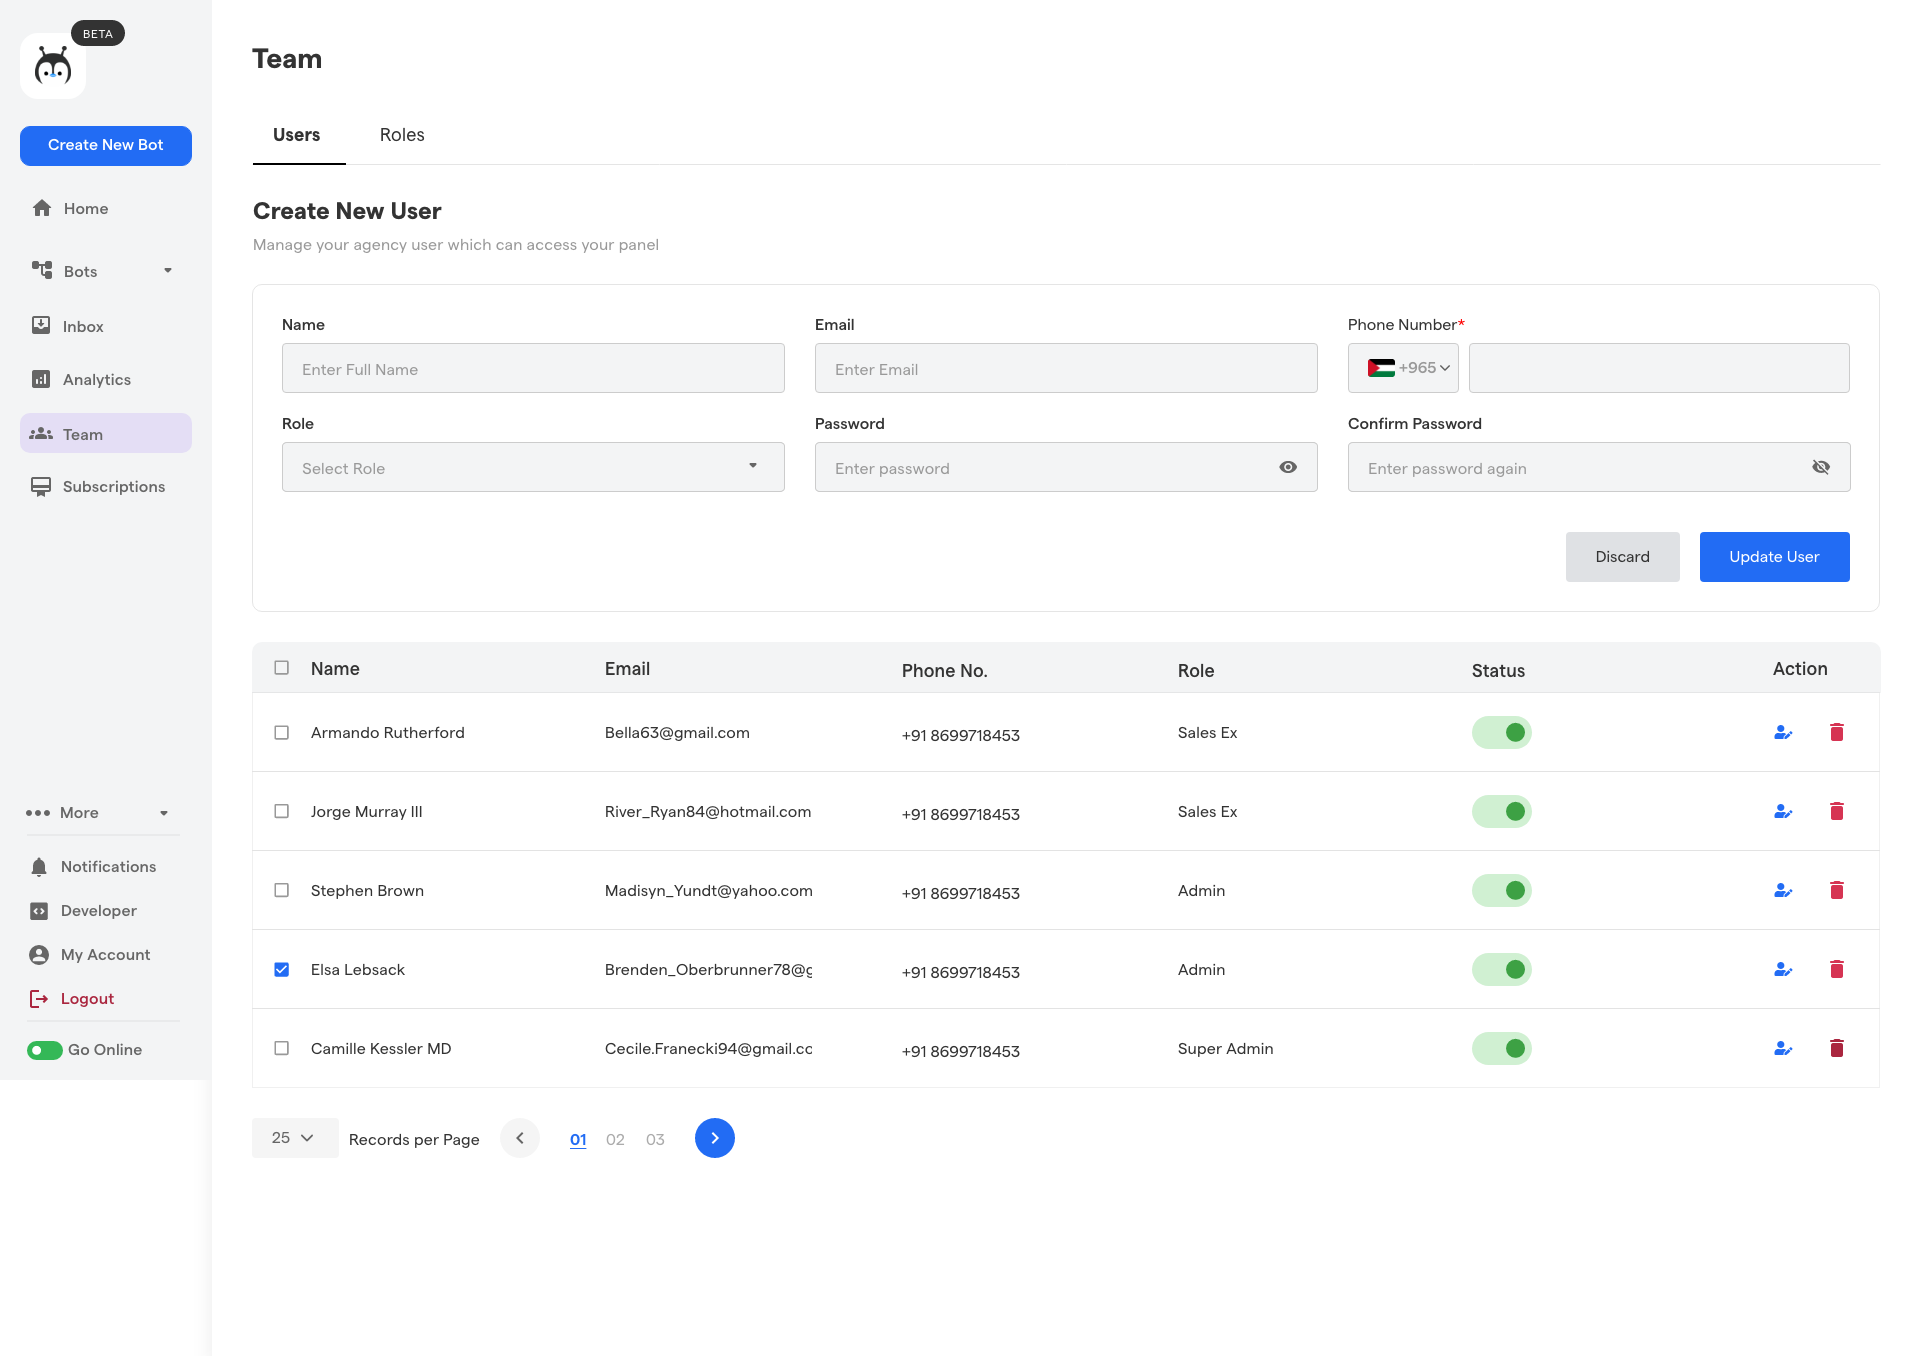 BETA
Create New Bot
Home
Bots
Inbox
Analytics
Team
Subscriptions
More
Notifications
Developer
My Account
Logout
Go Online
Team
Users Roles
Create New User
Manage your agency user which can access your panel
Name Email Phone Number*
Enter Full Name Enter Email +965
Role Password Confirm Password
Select Role Enter password Enter password again
Discard Update User
Name Email Phone No. Role Status Action
Armando Rutherford Bella63@gmail.com +91 8699718453 Sales Ex
Jorge Murray III River_Ryan84@hotmail.com +91 8699718453 Sales Ex
Stephen Brown Madisyn_Yundt@yahoo.com +91 8699718453 Admin
Elsa Lebsack Brenden_Oberbrunner78@g +91 8699718453 Admin
Camille Kessler MD Cecile.Franecki94@gmail.cc +91 8699718453 Super Admin
25 Records per Page 01 02 03